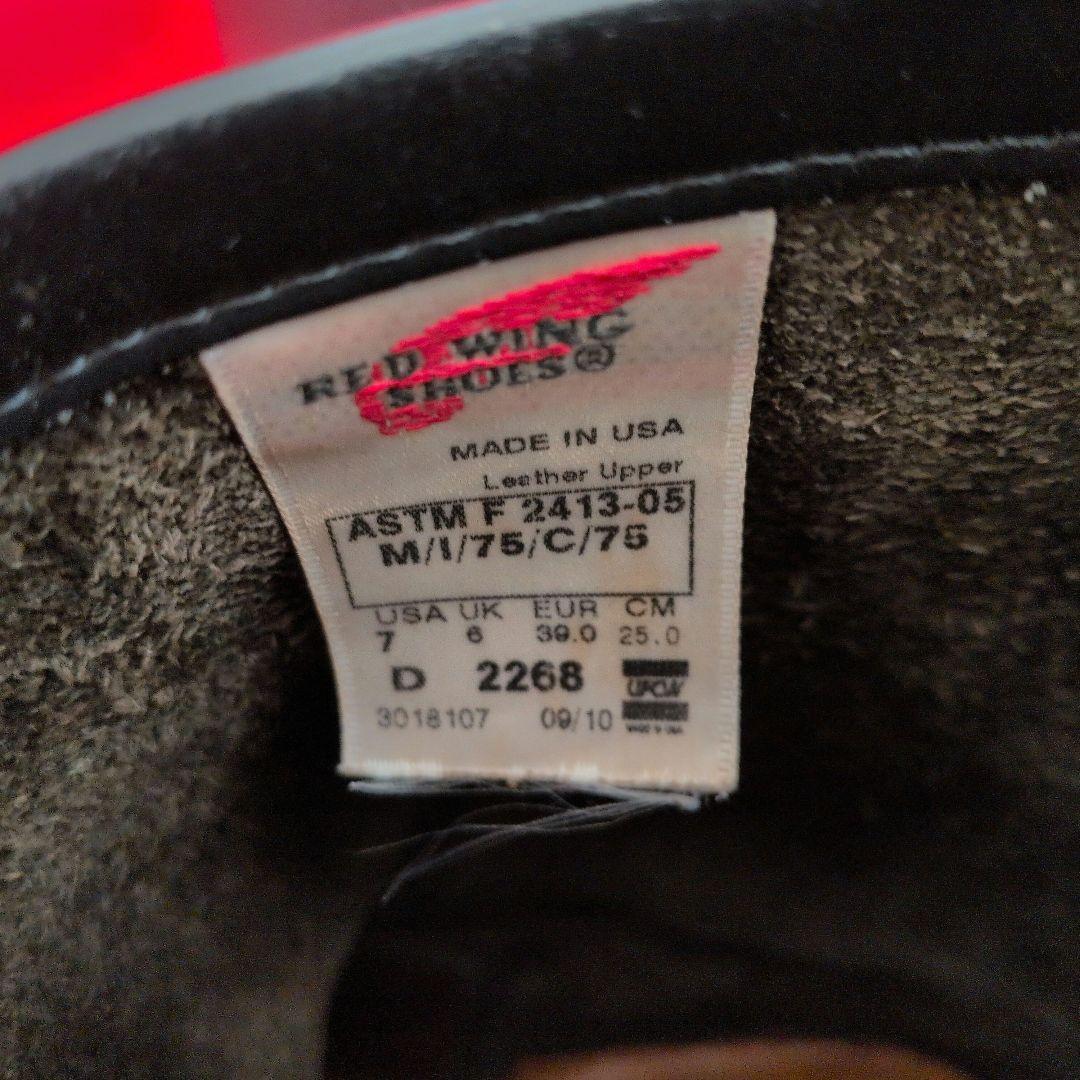 RED WING
SHOES®
MADE IN USA
Leather Upper
ASTM F 2413-05
M/I/75/C/75
USA UK EUR CM
7 6 39.0 25.0
D 2268
UFCW
3018107 09/10